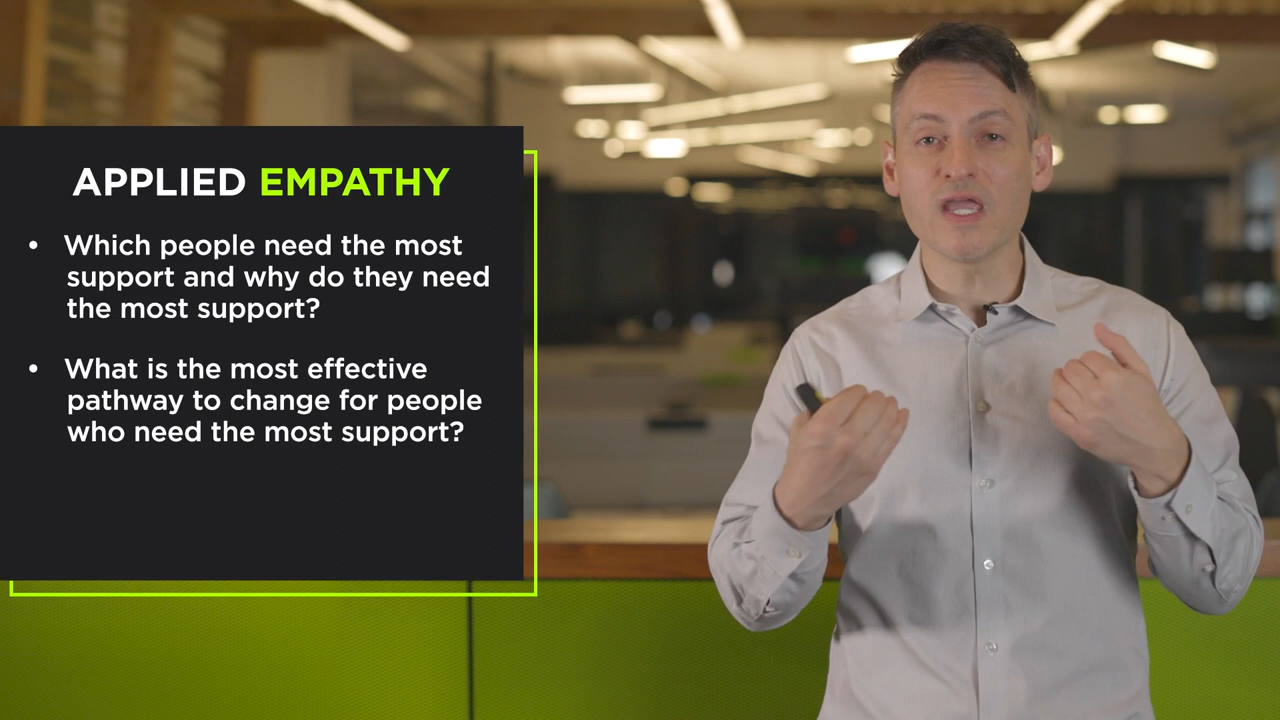 APPLIED EMPATHY
• Which people need the most
support and why do they need
the most support?
• What is the most effective
pathway to change for people
who need the most support?